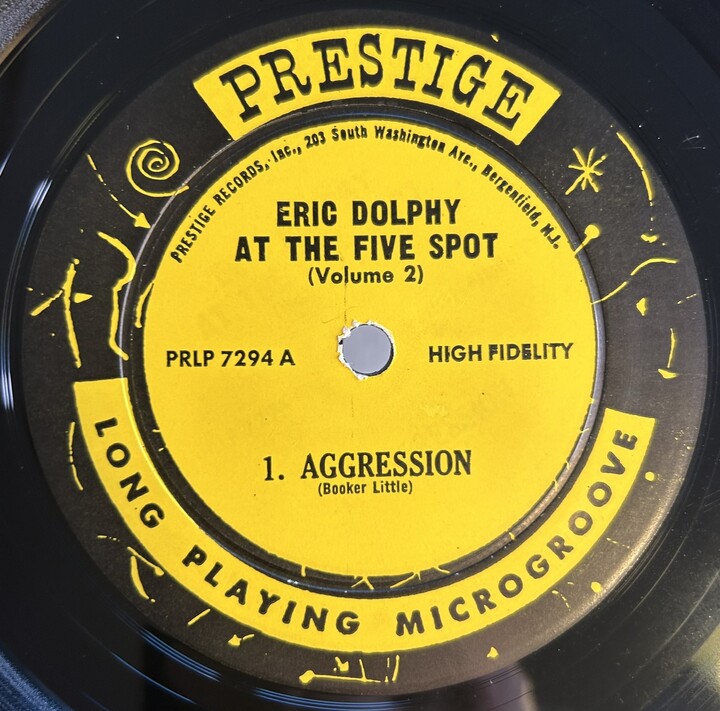 PRESTIGE
PRESTIGE RECORDS, Inc., 203 South Washington Ave., Bergenfield, N.J.
ERIC DOLPHY
AT THE FIVE SPOT
(Volume 2)
PRLP 7294 A
HIGH FIDELITY
1. AGGRESSION
(Booker Little)
LONG PLAYING MICROGROOVE